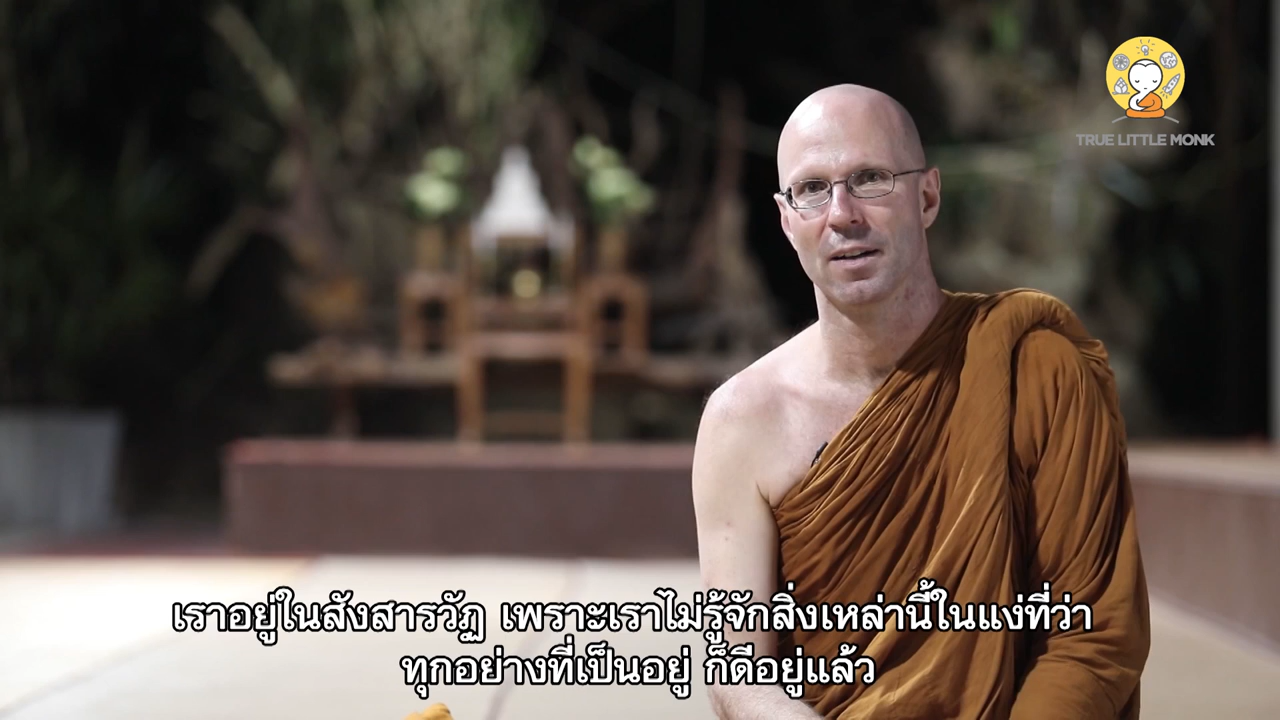 TRUE LITTLE MONK
เราอยู่ในสังสารวัฏ เพราะเราไม่รู้จักสิ่งเหล่านี้ในแง่ที่ว่า
ทุกอย่างที่เป็นอยู่ ก็ดีอยู่แล้ว